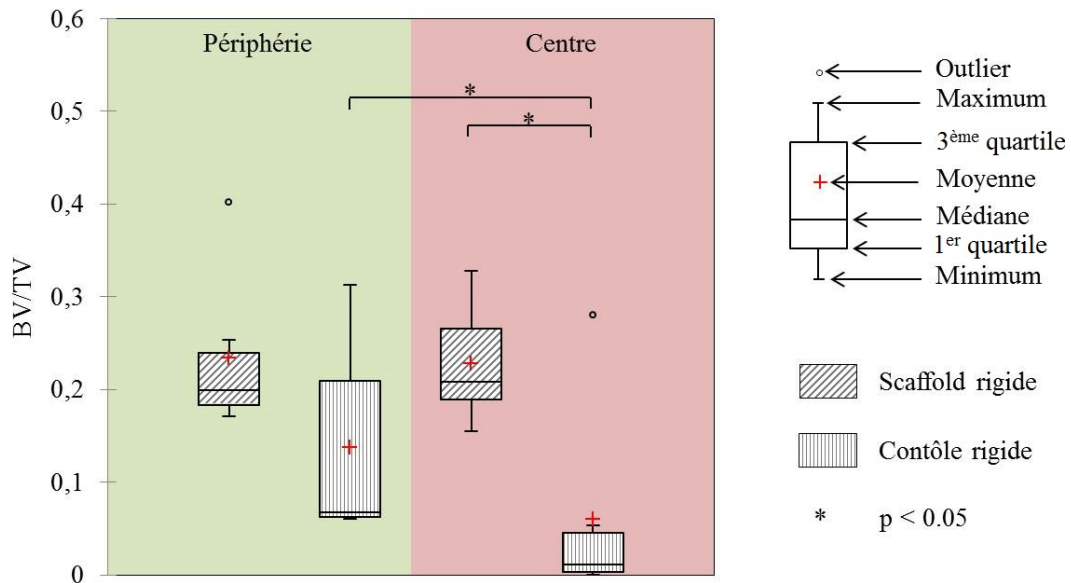 0,6
0,5
0,4
0,3
0,2
0,1
0
BV/TV
Périphérie
Centre
*
*
Outlier
Maximum
3ème quartile
Moyenne
Médiane
1er quartile
Minimum
Scaffold rigide
Contôle rigide
* p < 0.05